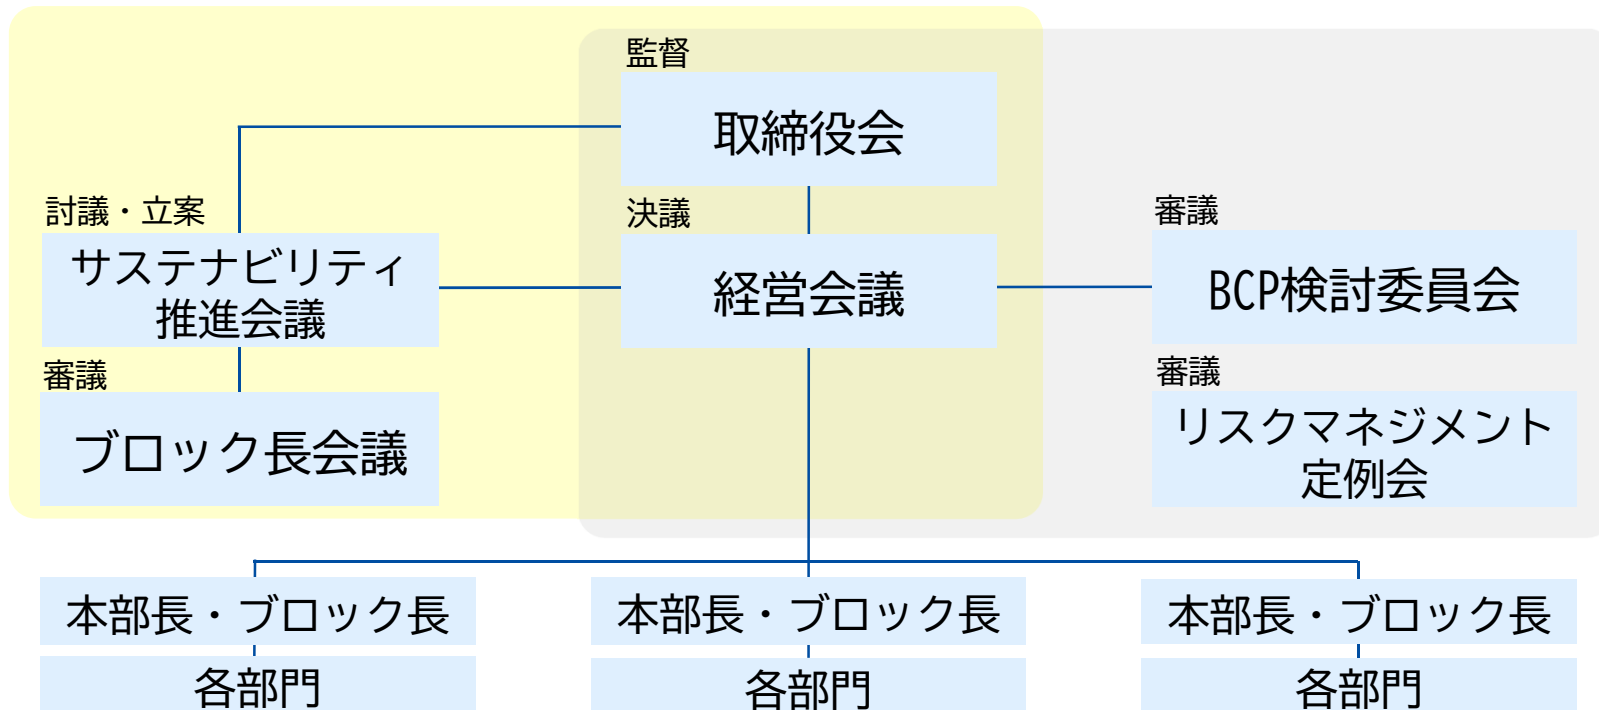 監督
取締役会
討議・立案
サステナビリティ
推進会議
決議
経営会議
審議
BCP検討委員会
審議
ブロック長会議
審議
リスクマネジメント
定例会
本部長・ブロック長
本部長・ブロック長
本部長・ブロック長
各部門
各部門
各部門